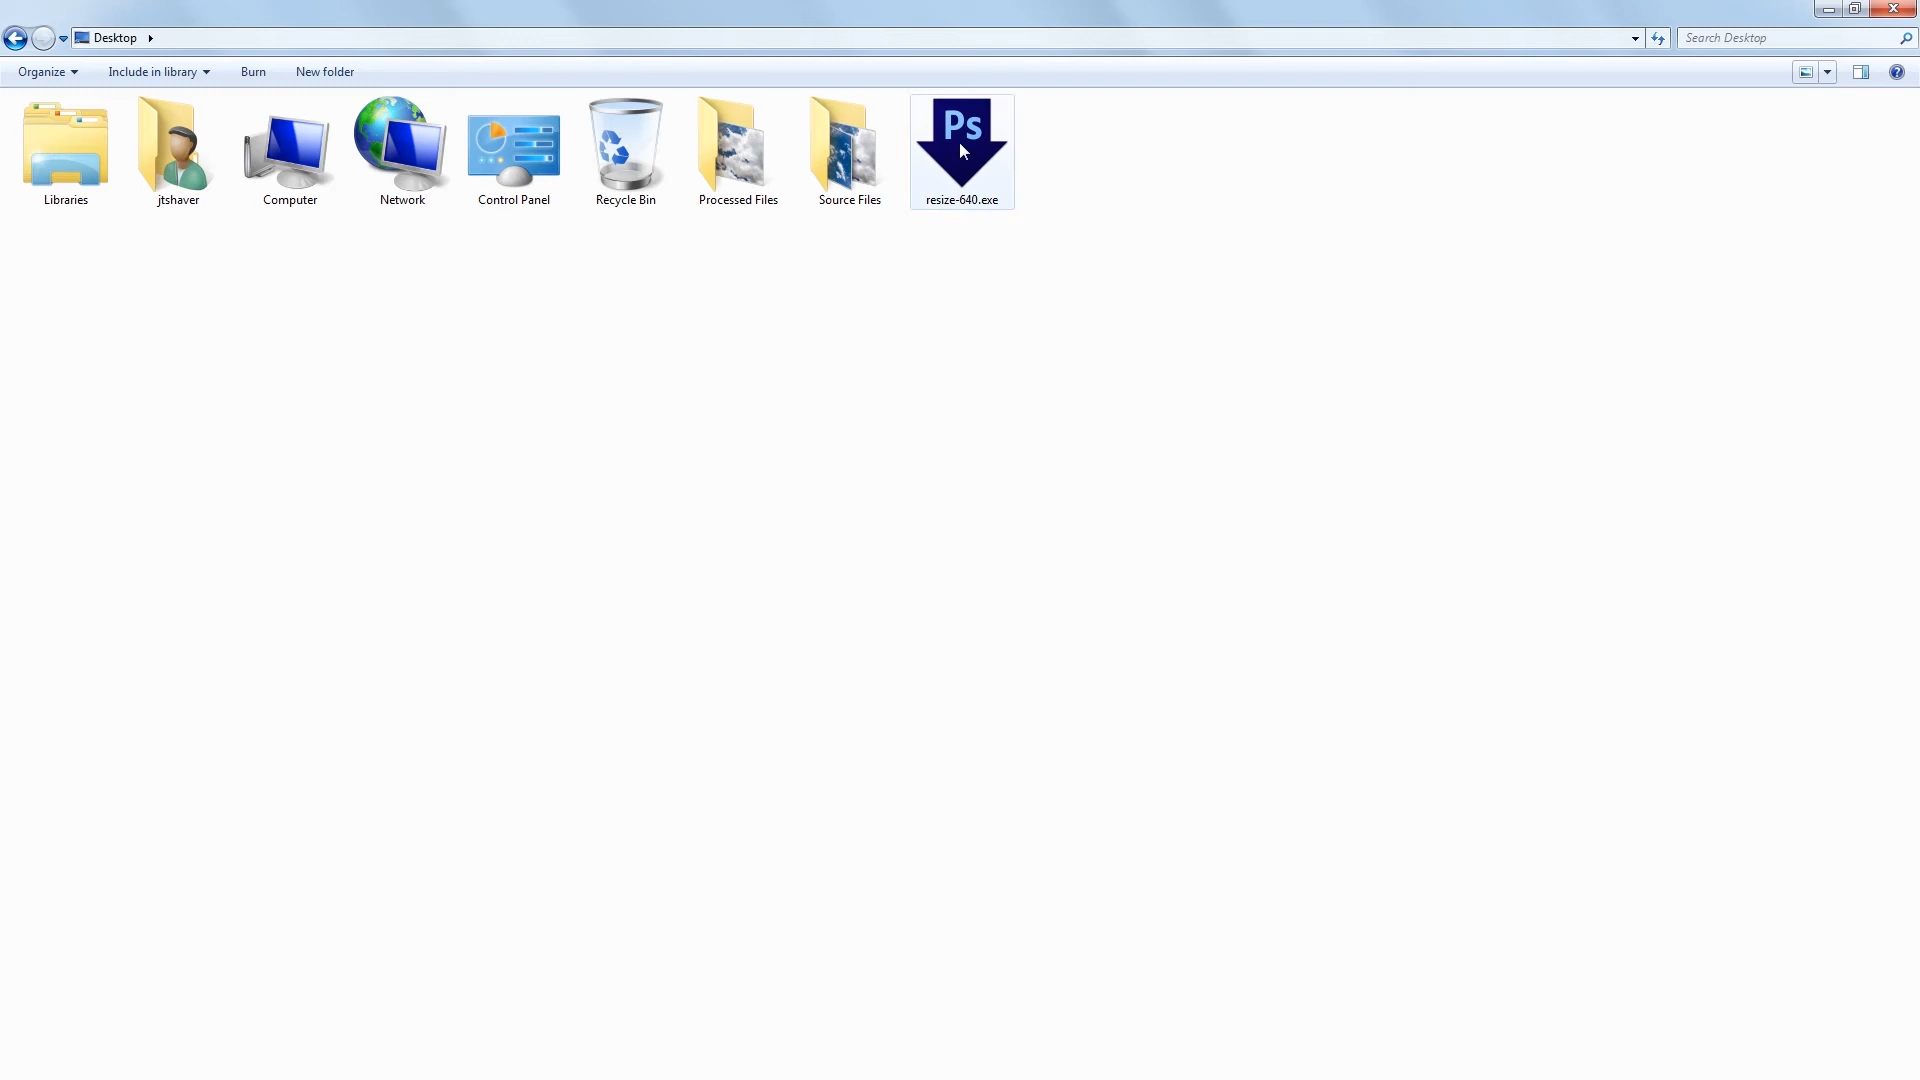 Desktop
Search Desktop
Organize
Include in library
Burn
New folder
Ps
Libraries
jtshaver
Computer
Network
Control Panel
Recycle Bin
Processed Files
Source Files
resize-640.exe